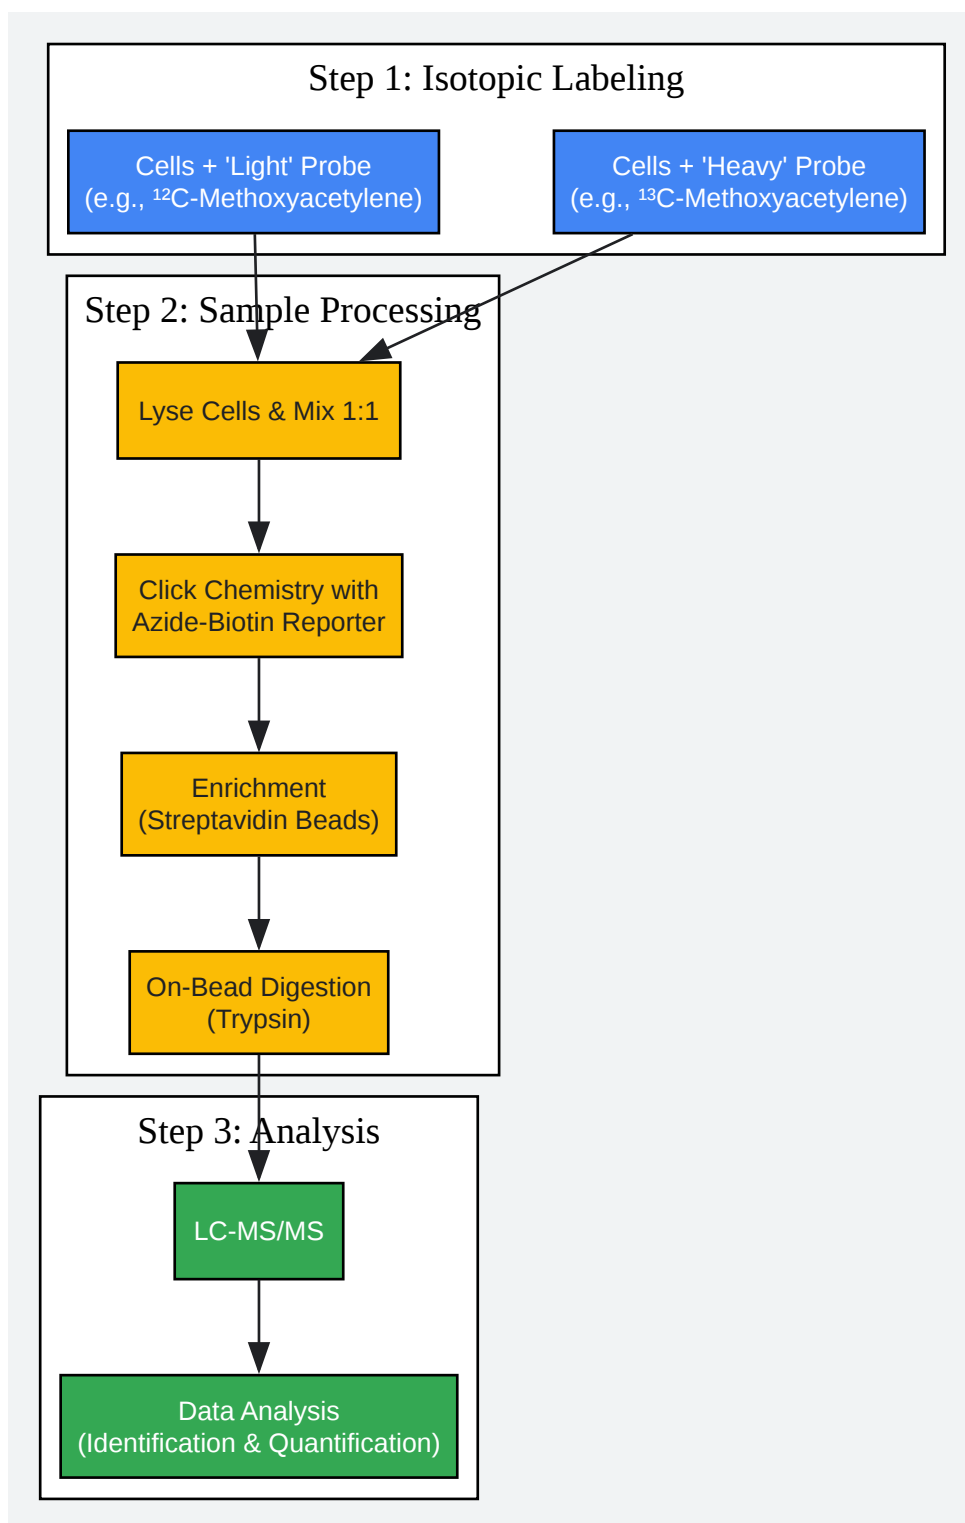 Step 1: Isotopic Labeling
Cells + 'Light' Probe
(e.g., ¹²C-Methoxyacetylene)
Cells + 'Heavy' Probe
(e.g., ¹³C-Methoxyacetylene)
Step 2: Sample Processing
Lyse Cells & Mix 1:1
Click Chemistry with
Azide-Biotin Reporter
Enrichment
(Streptavidin Beads)
On-Bead Digestion
(Trypsin)
Step 3: Analysis
LC-MS/MS
Data Analysis
(Identification & Quantification)